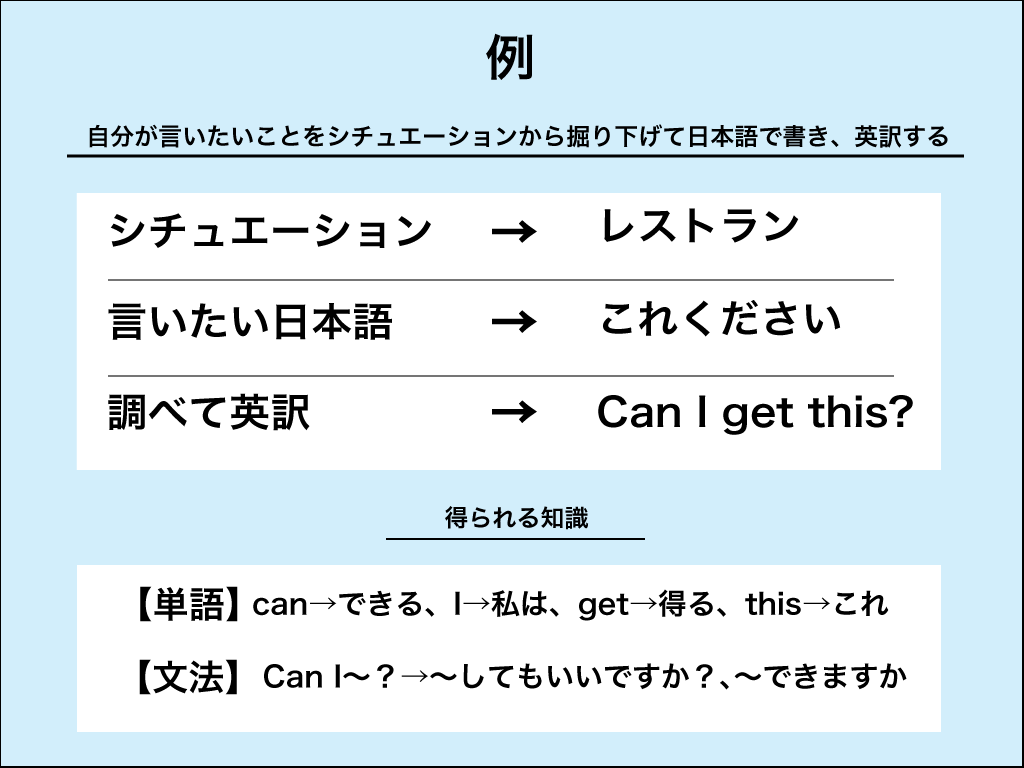 例
自分が言いたいことをシチュエーションから掘り下げて日本語で書き、英訳する
シチュエーション → レストラン
言いたい日本語 → これください
調べて英訳 → Can I get this?
得られる知識
【単語】can→できる、I→私は、get→得る、this→これ
【文法】Can I〜？→〜してもいいですか？、〜できますか